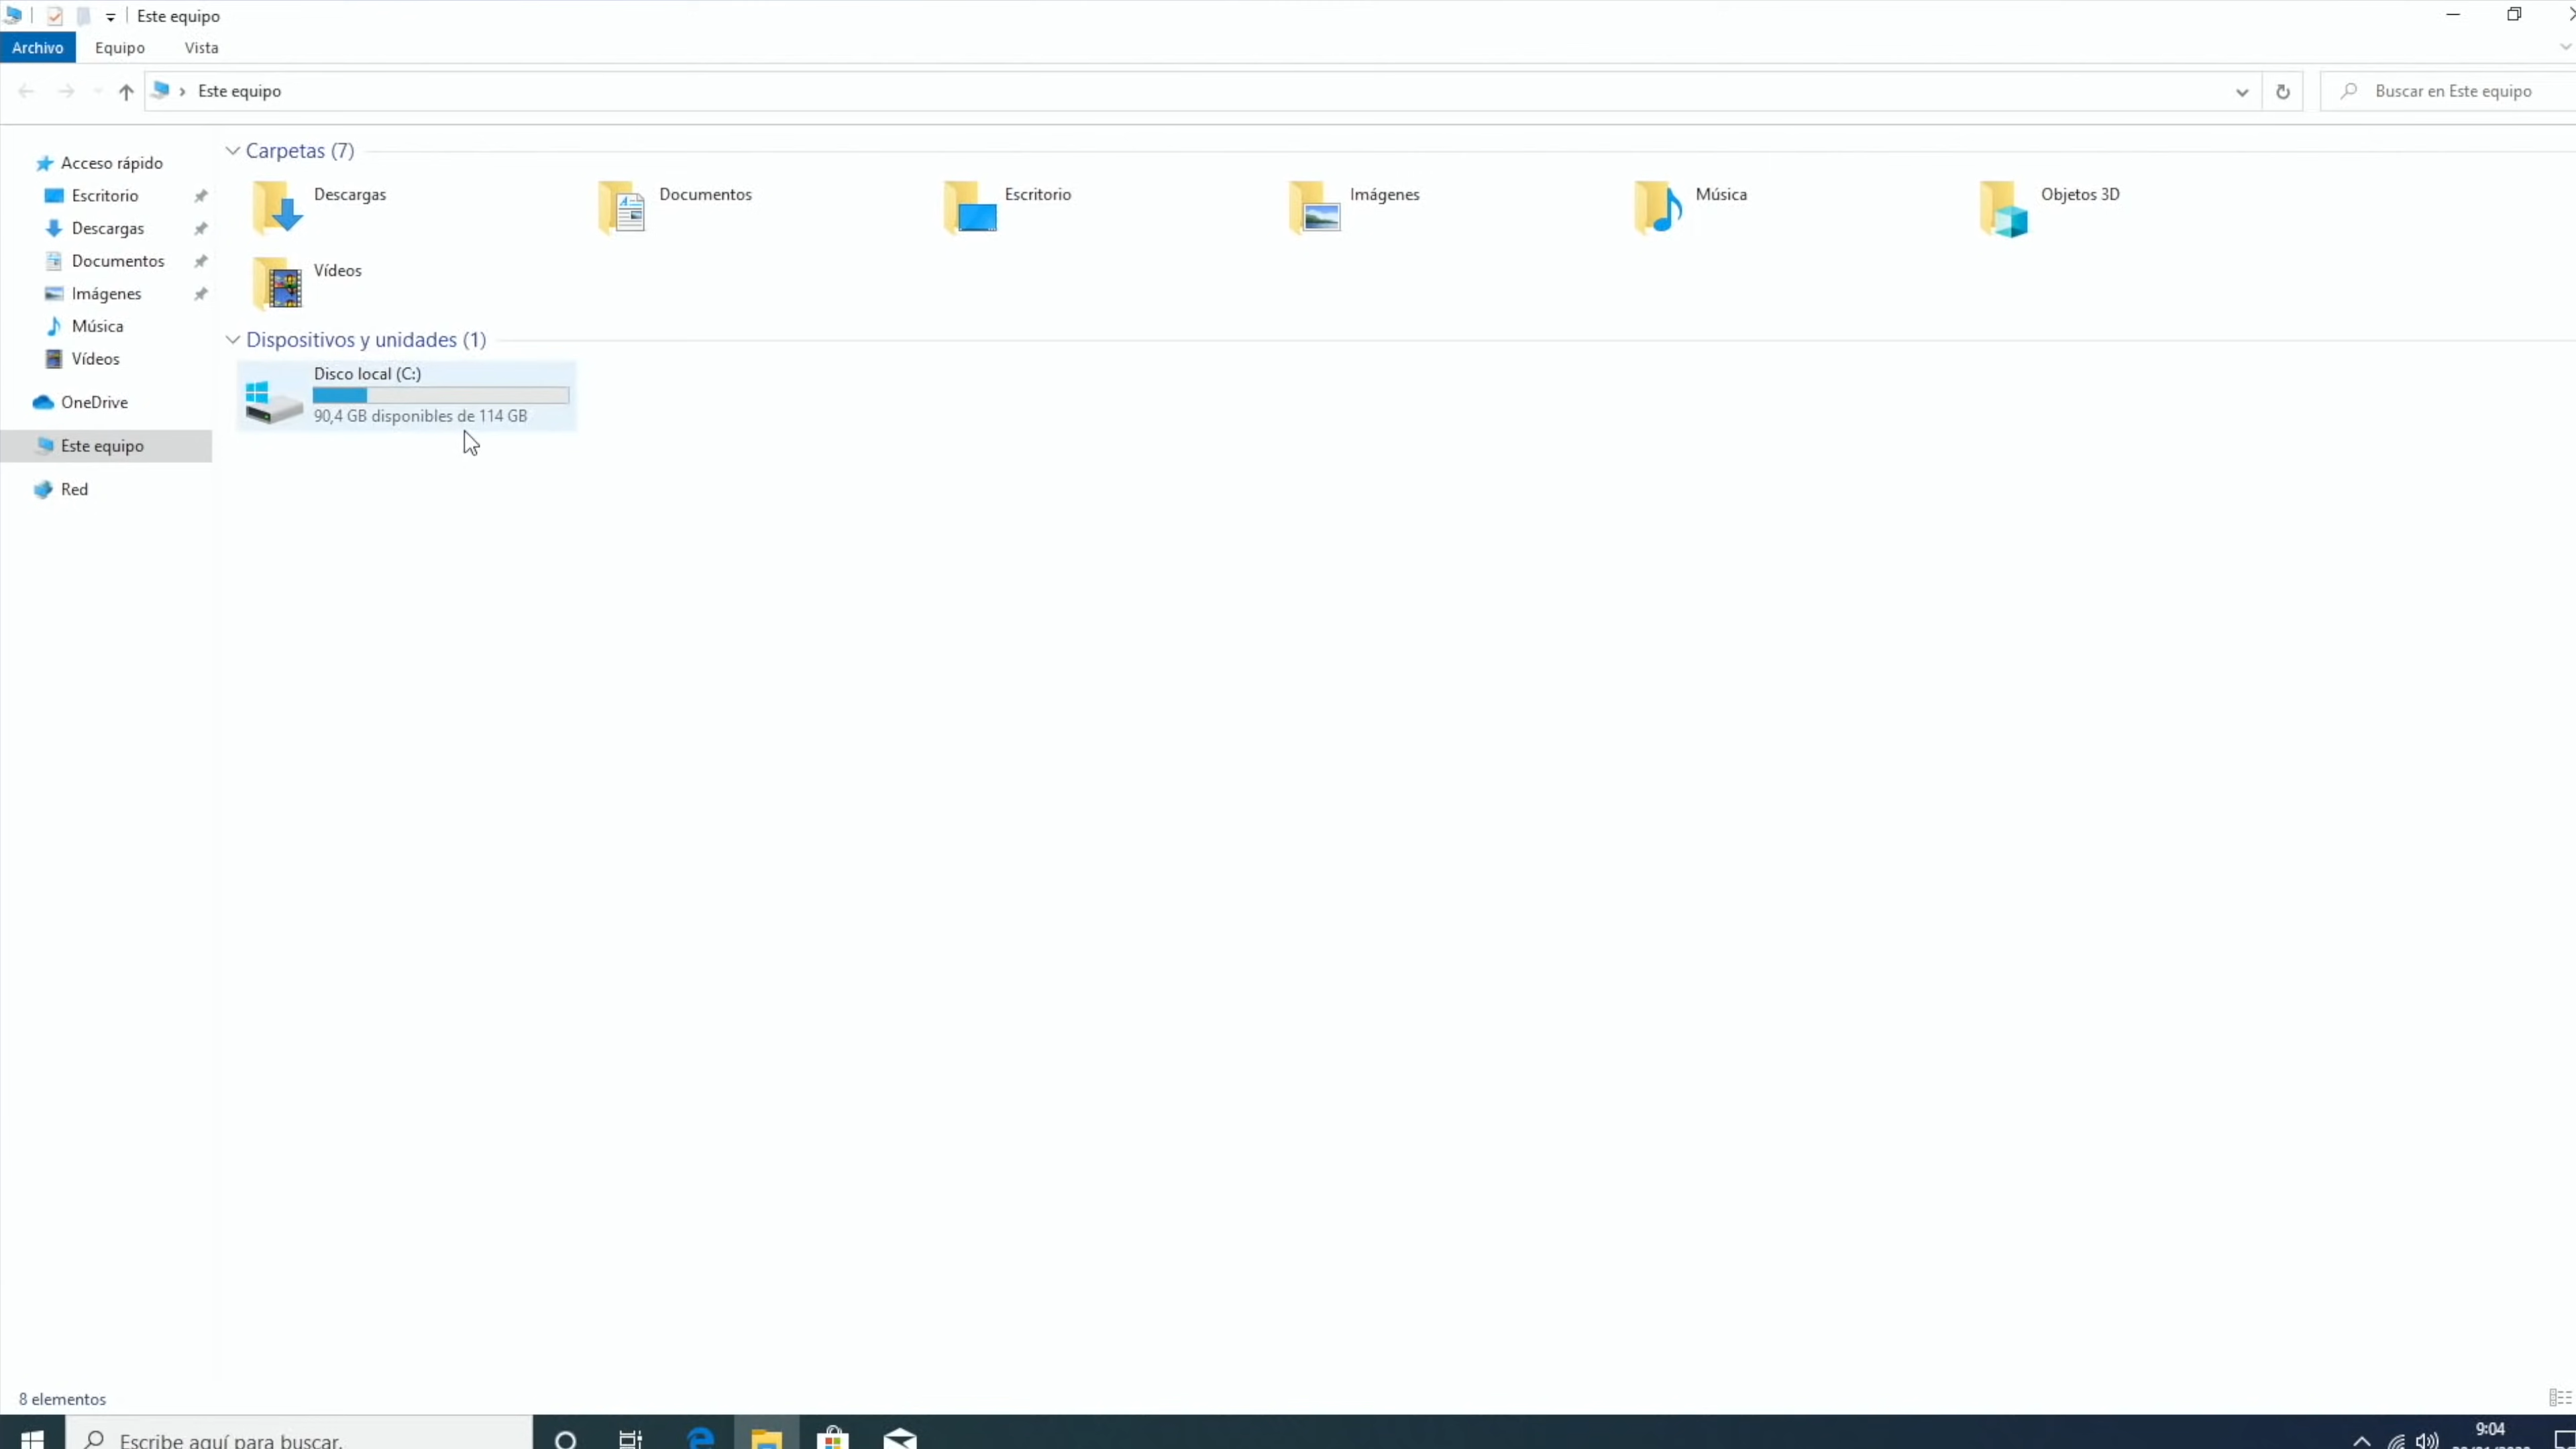 Este equipo
Archivo Equipo Vista
Este equipo
Buscar en Este equipo
Acceso rápido
Escritorio
Descargas
Documentos
Imágenes
Música
Vídeos
OneDrive
Este equipo
Red
Carpetas (7)
Descargas
Documentos
Escritorio
Imágenes
Música
Objetos 3D
Vídeos
Dispositivos y unidades (1)
Disco local (C:)
90,4 GB disponibles de 114 GB
8 elementos
Escribe aquí para buscar.
9:04